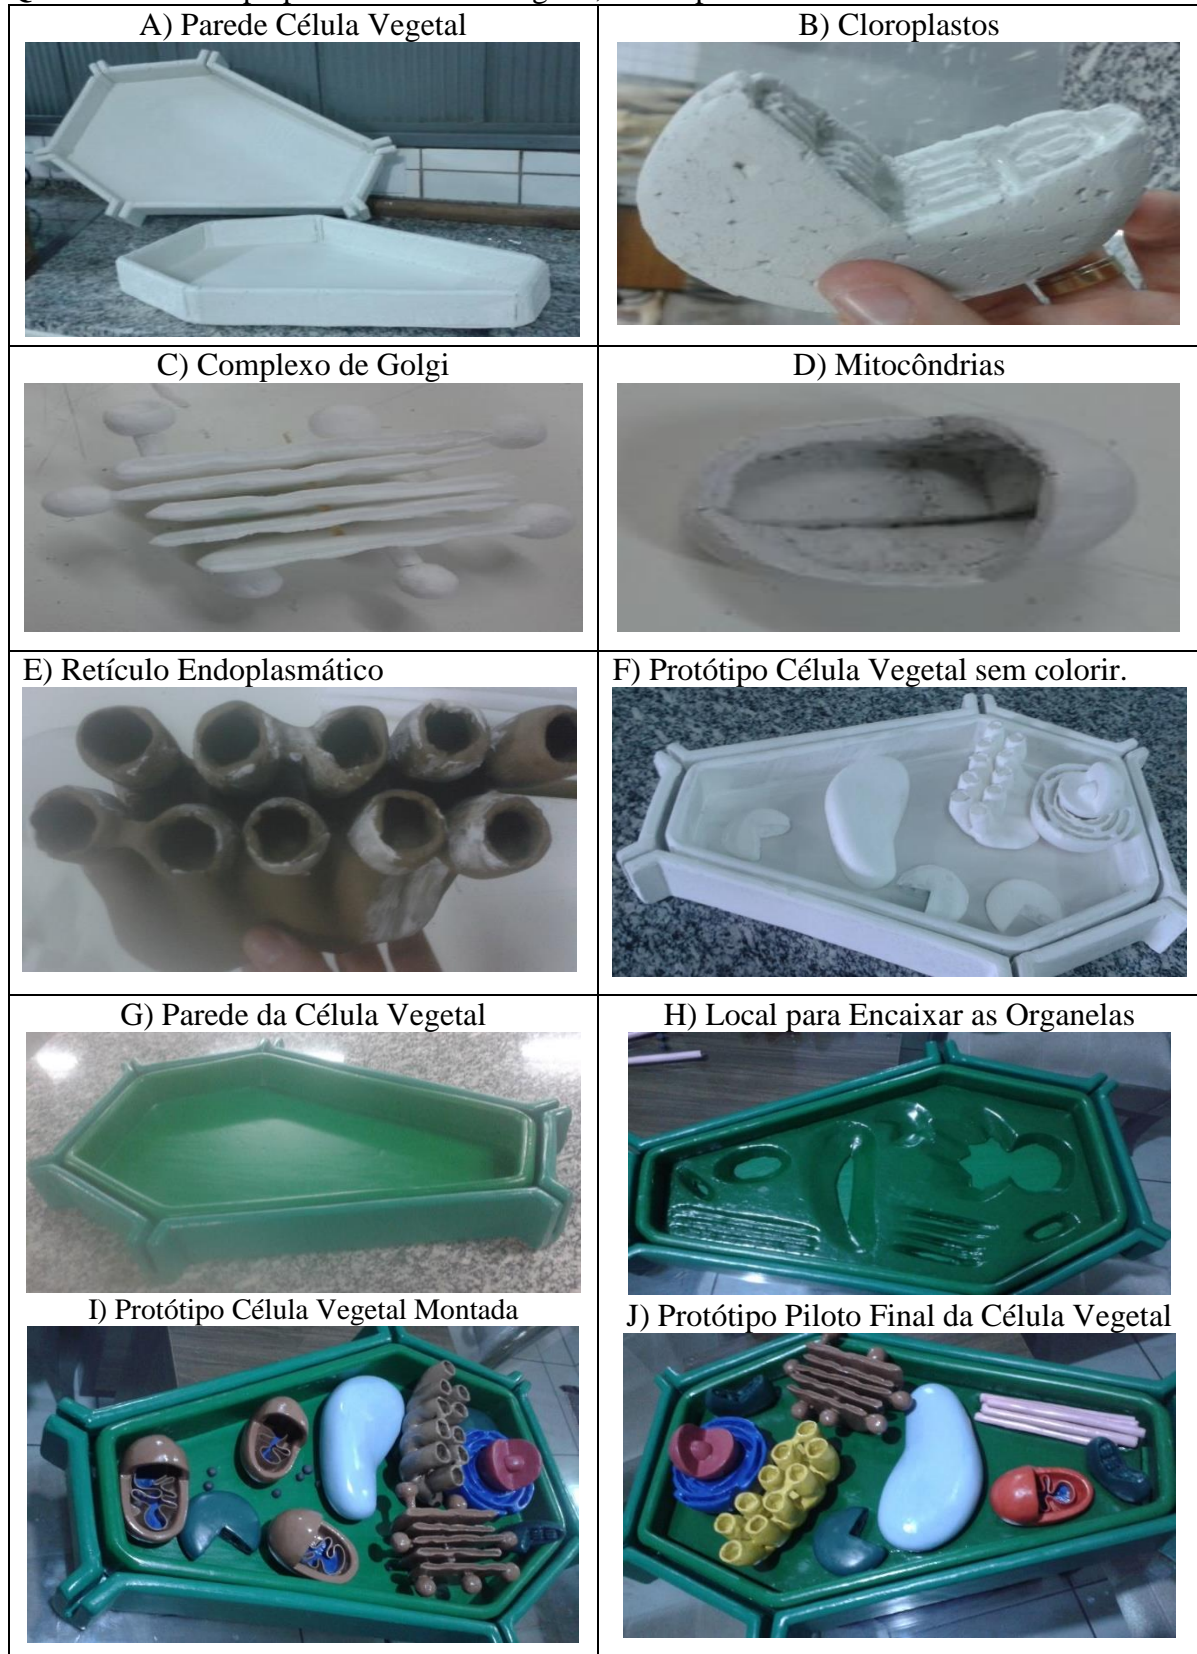 A) Parede Célula Vegetal
B) Cloroplastos
C) Complexo de Golgi
D) Mitocôndrias
E) Retículo Endoplasmático
F) Protótipo Célula Vegetal sem colorir.
G) Parede da Célula Vegetal
H) Local para Encaixar as Organelas
I) Protótipo Célula Vegetal Montada
J) Protótipo Piloto Final da Célula Vegetal